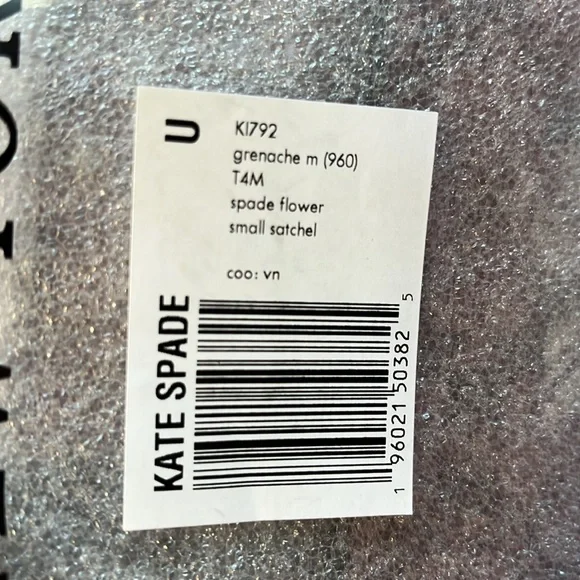 U
KI792
grenache m (960)
T4M
spade flower
small satchel
coo: vn
KATE SPADE
1 96021 50382 5